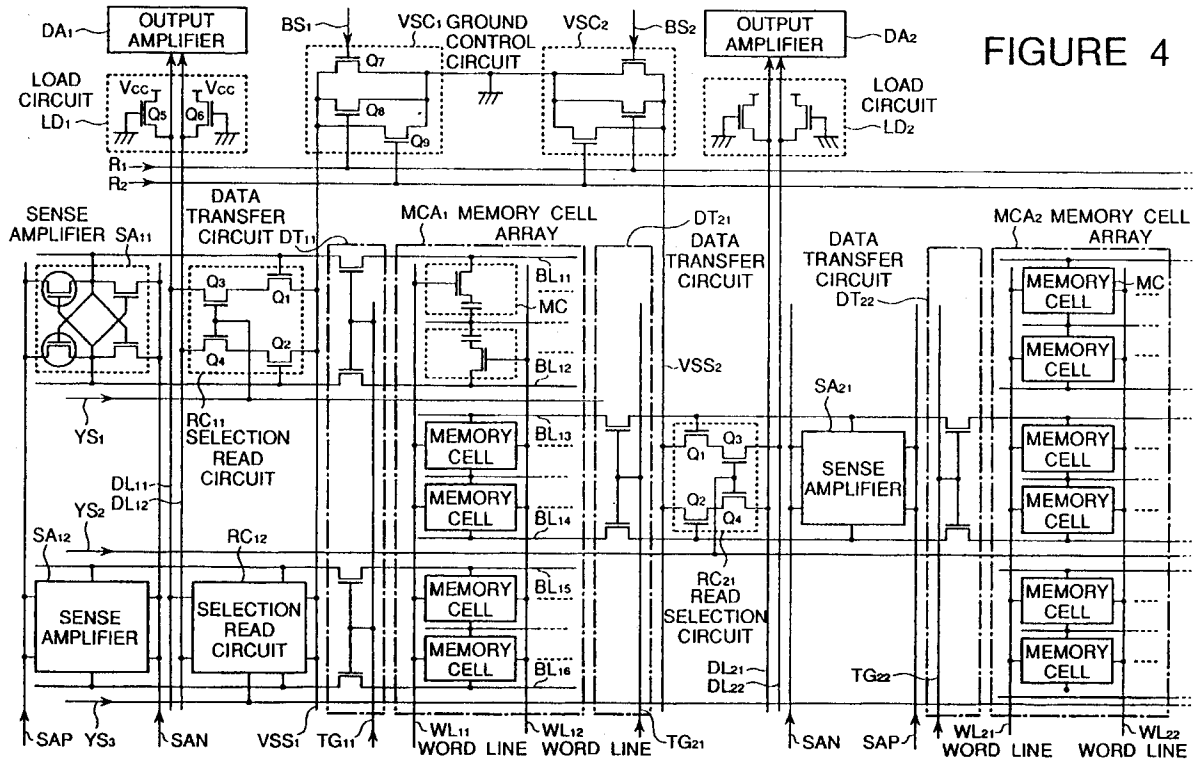 FIGURE 4
DA1
OUTPUT
AMPLIFIER
BS1
VSC1
GROUND
CONTROL
CIRCUIT
VSC2
BS2
OUTPUT
AMPLIFIER
DA2
LOAD
CIRCUIT
LD1
VCC
VCC
Q5
Q6
Q7
Q8
Q9
LOAD
CIRCUIT
LD2
R1
R2
SENSE
AMPLIFIER SA11
DATA
TRANSFER
CIRCUIT DT11
MCA1 MEMORY CELL
ARRAY
DT21
DATA
TRANSFER
CIRCUIT
DATA
TRANSFER
CIRCUIT
DT22
MCA2 MEMORY CELL
ARRAY
Q3
Q1
Q4
Q2
BL11
MC
BL12
VSS2
MEMORY
CELL
MC
MEMORY
CELL
YS1
RC11
SELECTION
READ
CIRCUIT
DL11
DL12
MEMORY
CELL
BL13
MEMORY
CELL
BL14
Q1
Q3
Q2
Q4
SA21
SENSE
AMPLIFIER
MEMORY
CELL
MEMORY
CELL
YS2
SA12
RC12
SENSE
AMPLIFIER
SELECTION
READ
CIRCUIT
MEMORY
CELL
BL15
MEMORY
CELL
BL16
RC21
READ
SELECTION
CIRCUIT
DL21
DL22
TG22
MEMORY
CELL
MEMORY
CELL
SAP
YS3
SAN
VSS1
TG11
WL11
WORD LINE
WL12
WORD LINE
TG21
SAN
SAP
WL21
WORD LINE
WL22
WORD LINE